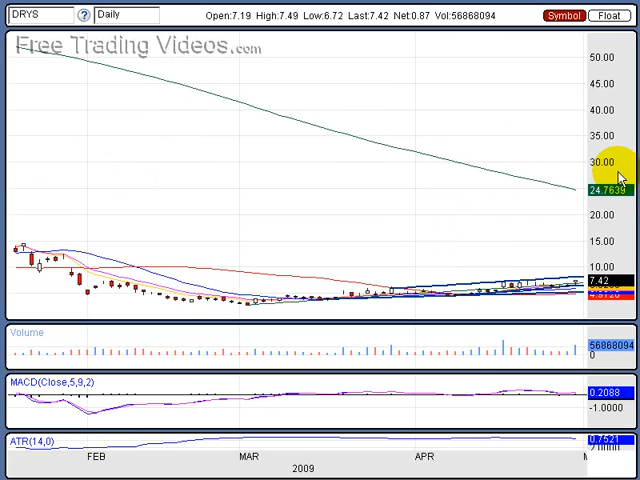 DRYS ? Daily Open:7.19 High:7.49 Low:6.72 Last:7.42 Net:0.87 Vol:56868094 Symbol Float
Free Trading Videos.com
50.00
45.00
40.00
35.00
30.00
24.7639
20.00
15.00
10.00
7.42
Volume
56868094
0
MACD(Close,5,9,2)
0.2088
-1.0000
ATR(14,0)
0.7521
FEB MAR APR
2009